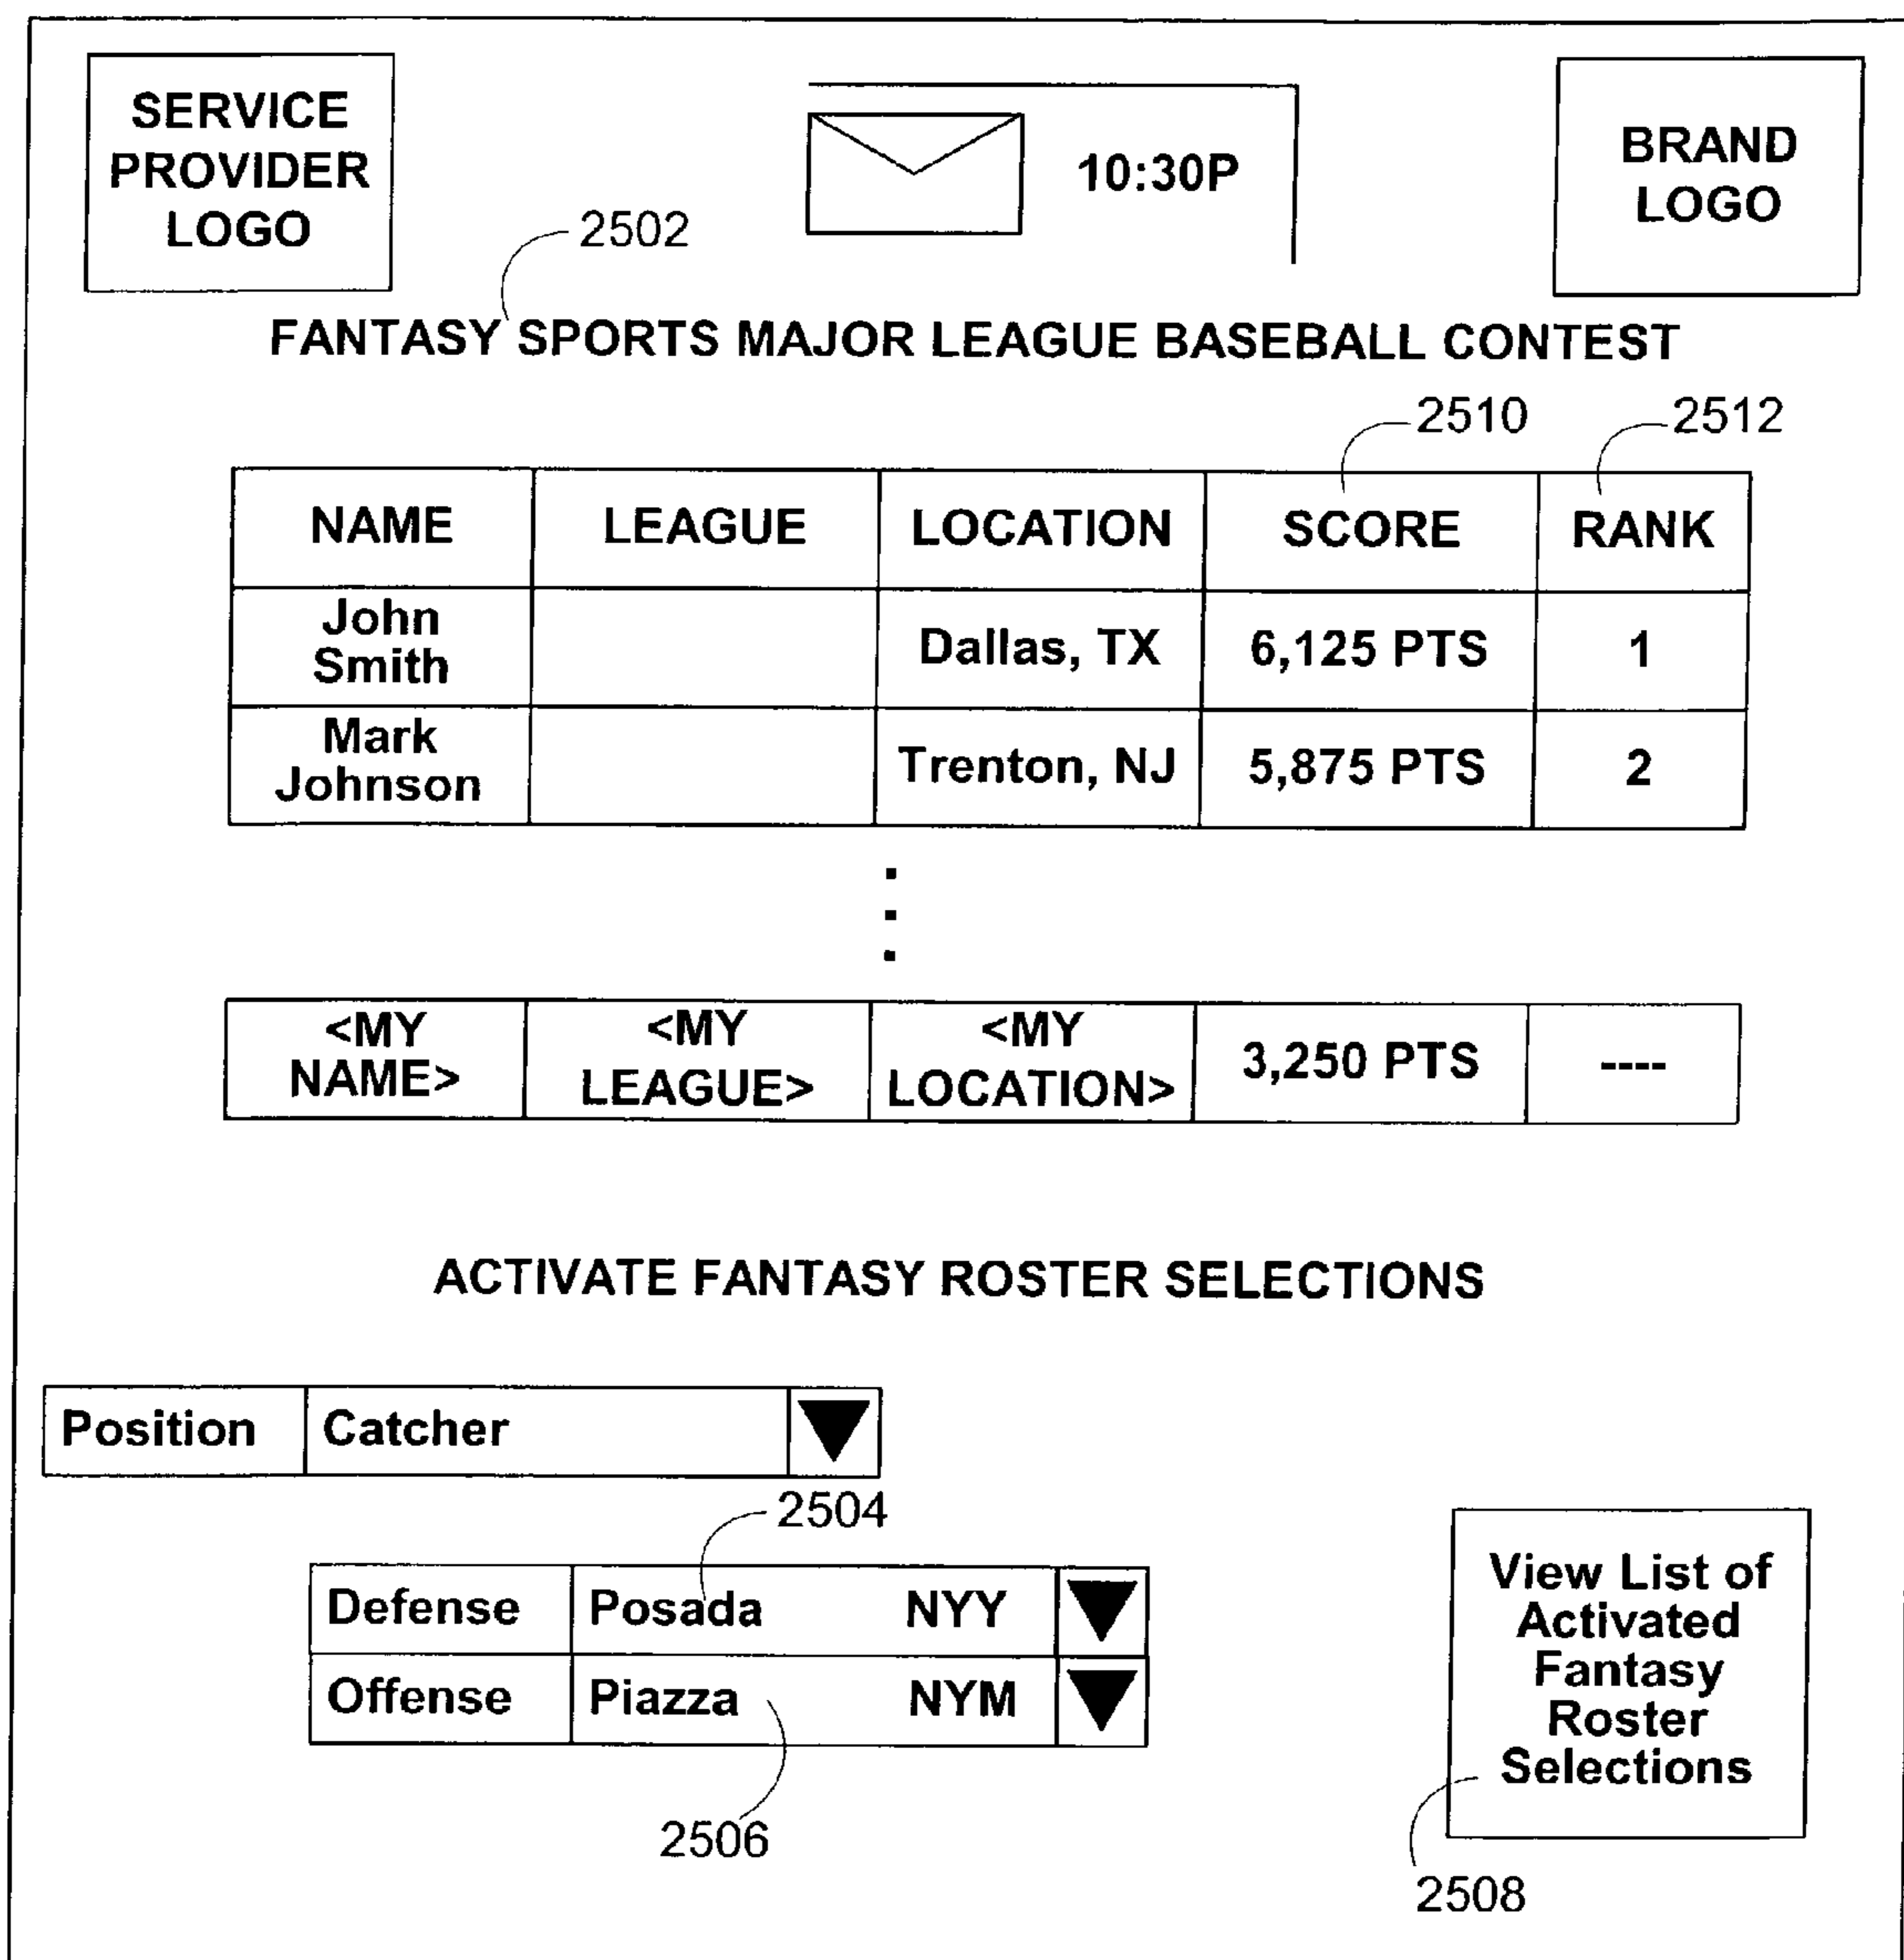 SERVICE
PROVIDER
LOGO
10:30P
BRAND
LOGO
2502
FANTASY SPORTS MAJOR LEAGUE BASEBALL CONTEST
2510 2512
NAME LEAGUE LOCATION SCORE RANK
John
Smith
Dallas, TX 6,125 PTS 1
Mark
Johnson
Trenton, NJ 5,875 PTS 2
<MY
NAME>
<MY
LEAGUE>
<MY
LOCATION>
3,250 PTS ----
ACTIVATE FANTASY ROSTER SELECTIONS
Position Catcher
2504
Defense Posada NYY
Offense Piazza NYM
2506
View List of
Activated
Fantasy
Roster
Selections
2508